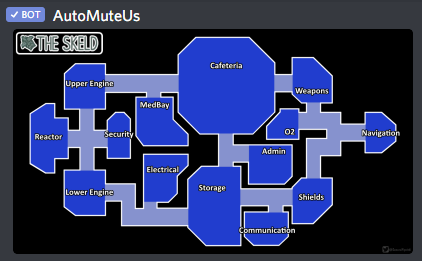 ✓ BOT AutoMuteUs
THE SKELD
Cafeteria
Upper Engine
Weapons
MedBay
O2
Reactor
Security
Navigation
Admin
Electrical
Lower Engine
Storage
Shields
Communication